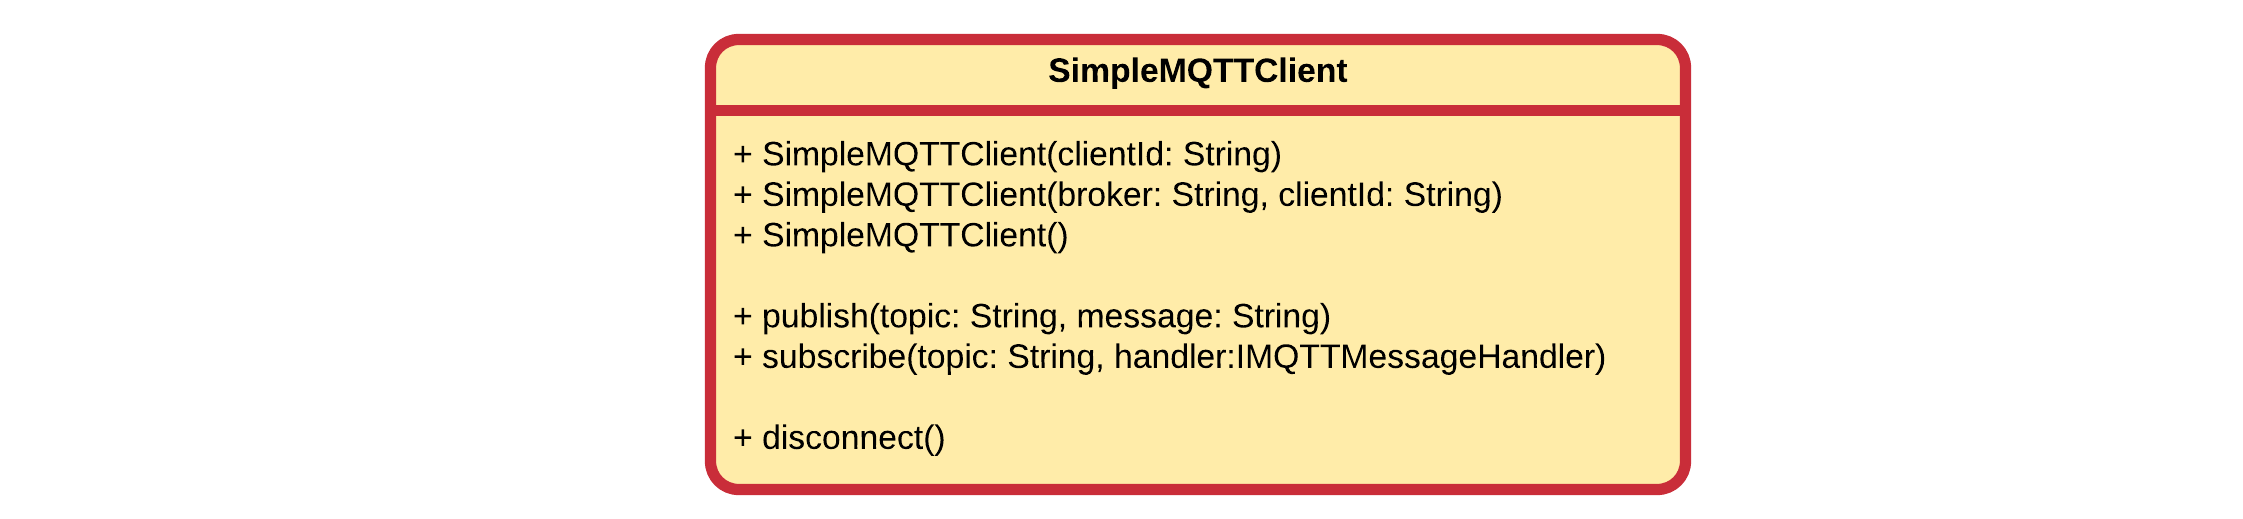 SimpleMQTTClient
+ SimpleMQTTClient(clientId: String)
+ SimpleMQTTClient(broker: String, clientId: String)
+ SimpleMQTTClient()
+ publish(topic: String, message: String)
+ subscribe(topic: String, handler:IMQTTMessageHandler)
+ disconnect()